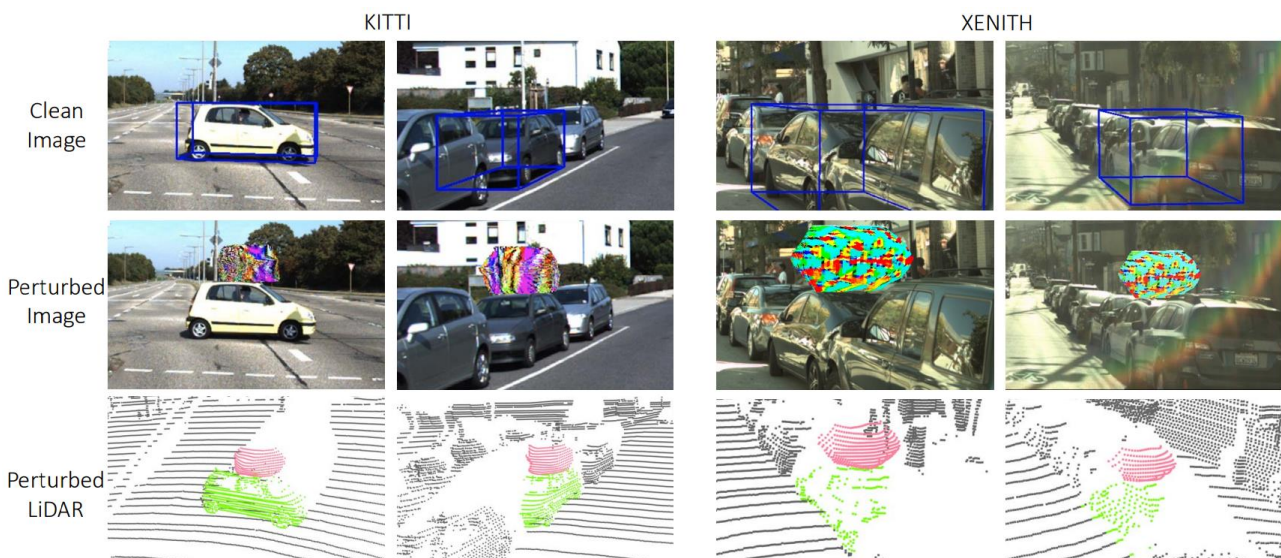 KITTI
XENITH
Clean
Image
Perturbed
Image
Perturbed
LiDAR